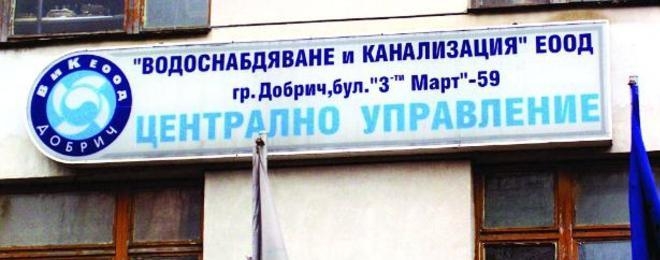 "ВОДОСНАБДЯВАНЕ и КАНАЛИЗАЦИЯ" ЕООД
гр. Добрич, бул. "3-ти Март"-59
ЦЕНТРАЛНО УПРАВЛЕНИЕ
ВиК ЕООД
ДОБРИЧ